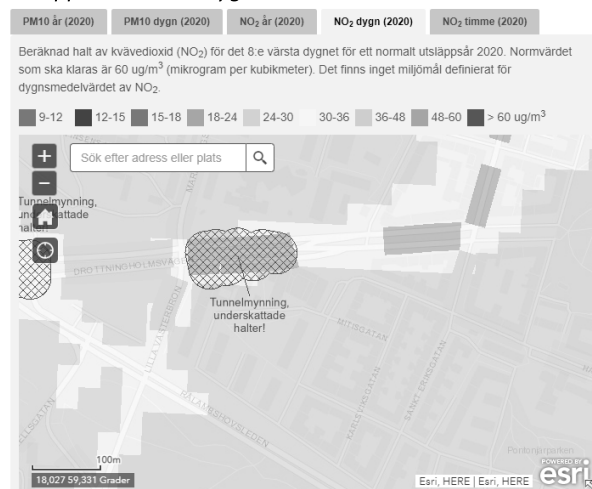 PM10 år (2020) PM10 dygn (2020) NO₂ år (2020) NO₂ dygn (2020) NO₂ timme (2020)
Beräknad halt av kvävedioxid (NO₂) för det 8:e värsta dygnet för ett normalt utsläppsår 2020. Normvärdet
som ska klaras är 60 ug/m³ (mikrogram per kubikmeter). Det finns inget miljömål definierat för
dygnsmedelvärdet av NO₂.
9-12 12-15 15-18 18-24 24-30 30-36 36-48 48-60 > 60 ug/m³
+
Sök efter adress eller plats
−
Tunnelmynning,
underskattade
halter!
DROTTNINGHOLMSVÄGEN
Tunnelmynning,
underskattade
halter!
LILLA VÄSTERBRON
MITISGATAN
KARLSVIKSGATAN
SANKT ERIKSGATAN
RÅLAMBSHOVSLEDEN
Pontonjärparken
100m
18,027 59,331 Grader
POWERED BY
esri
Esri, HERE | Esri, HERE